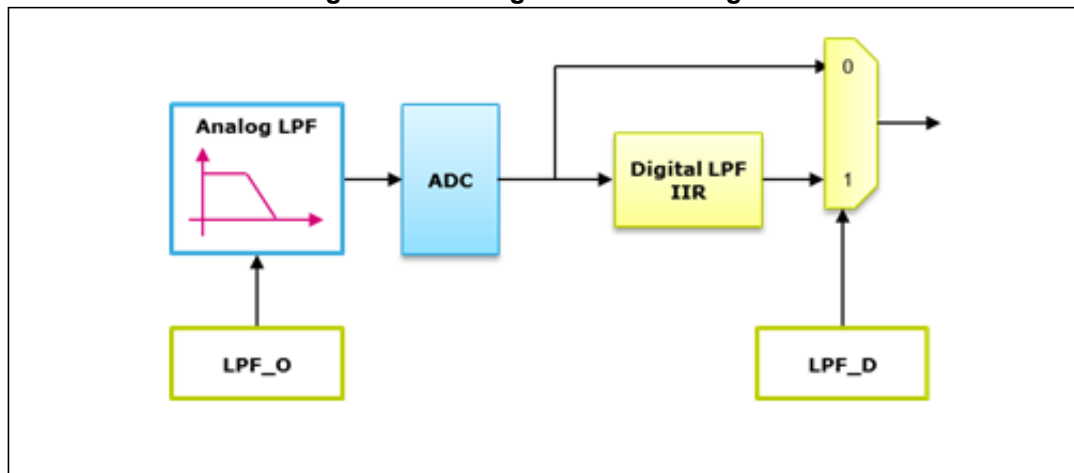 Analog LPF
ADC
Digital LPF
IIR
0
1
LPF_O
LPF_D